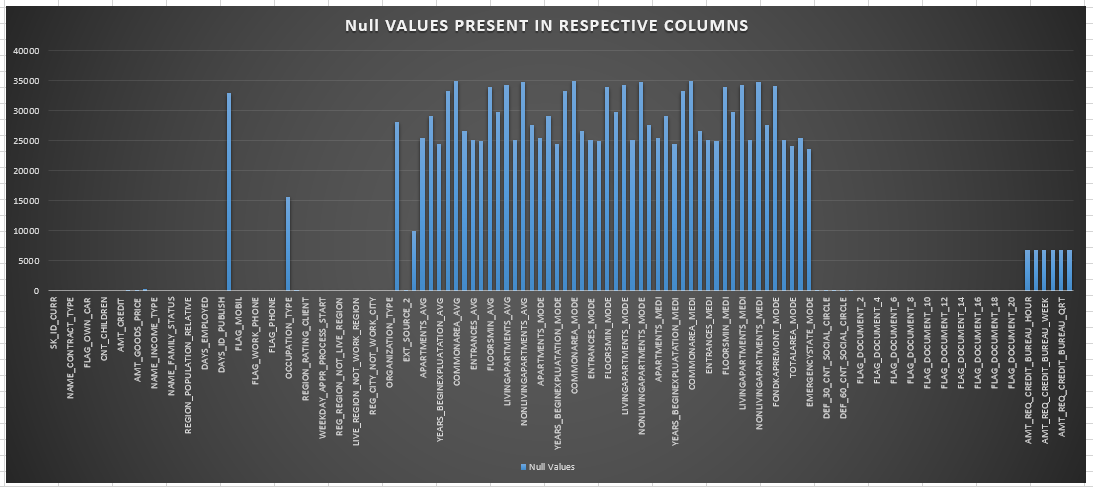 Null VALUES PRESENT IN RESPECTIVE COLUMNS
40000
35000
30000
25000
20000
15000
10000
5000
0
SK_ID_CURR
NAME_CONTRACT_TYPE
FLAG_OWN_CAR
CNT_CHILDREN
AMT_CREDIT
AMT_GOODS_PRICE
NAME_INCOME_TYPE
NAME_FAMILY_STATUS
REGION_POPULATION_RELATIVE
DAYS_EMPLOYED
DAYS_ID_PUBLISH
FLAG_MOBIL
FLAG_WORK_PHONE
FLAG_PHONE
OCCUPATION_TYPE
REGION_RATING_CLIENT
WEEKDAY_APPR_PROCESS_START
REG_REGION_NOT_LIVE_REGION
LIVE_REGION_NOT_WORK_REGION
REG_CITY_NOT_WORK_CITY
ORGANIZATION_TYPE
EXT_SOURCE_2
APARTMENTS_AVG
YEARS_BEGINEXPLUATATION_AVG
COMMONAREA_AVG
ENTRANCES_AVG
FLOORSMIN_AVG
LIVINGAPARTMENTS_AVG
NONLIVINGAPARTMENTS_AVG
APARTMENTS_MODE
YEARS_BEGINEXPLUATATION_MODE
COMMONAREA_MODE
ENTRANCES_MODE
FLOORSMIN_MODE
LIVINGAPARTMENTS_MODE
NONLIVINGAPARTMENTS_MODE
APARTMENTS_MEDI
YEARS_BEGINEXPLUATATION_MEDI
COMMONAREA_MEDI
ENTRANCES_MEDI
FLOORSMIN_MEDI
LIVINGAPARTMENTS_MEDI
NONLIVINGAPARTMENTS_MEDI
FONDKAPREMONT_MODE
TOTALAREA_MODE
EMERGENCYSTATE_MODE
DEF_30_CNT_SOCIAL_CIRCLE
DEF_60_CNT_SOCIAL_CIRCLE
FLAG_DOCUMENT_2
FLAG_DOCUMENT_4
FLAG_DOCUMENT_6
FLAG_DOCUMENT_8
FLAG_DOCUMENT_10
FLAG_DOCUMENT_12
FLAG_DOCUMENT_14
FLAG_DOCUMENT_16
FLAG_DOCUMENT_18
FLAG_DOCUMENT_20
AMT_REQ_CREDIT_BUREAU_HOUR
AMT_REQ_CREDIT_BUREAU_WEEK
AMT_REQ_CREDIT_BUREAU_QRT
Null Values